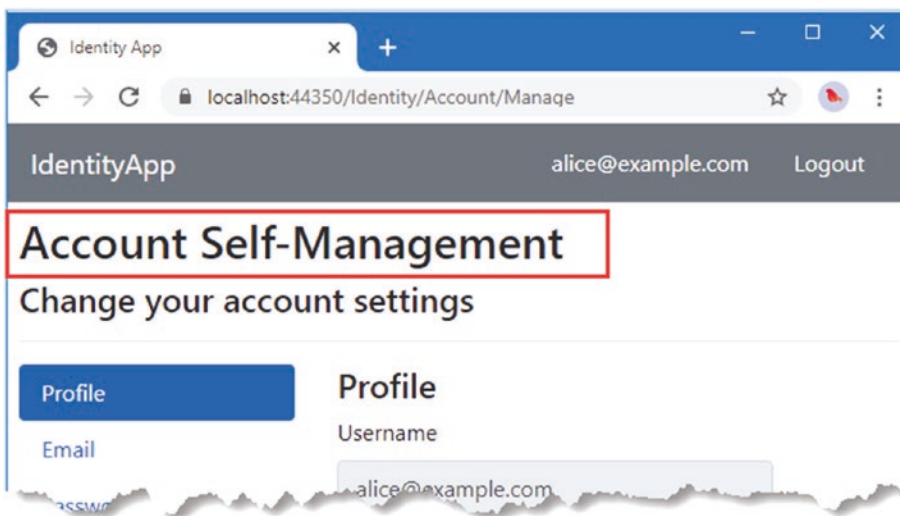 Identity App
localhost:44350/Identity/Account/Manage
IdentityApp alice@example.com Logout
Account Self-Management
Change your account settings
Profile
Email
Profile
Username
alice@example.com